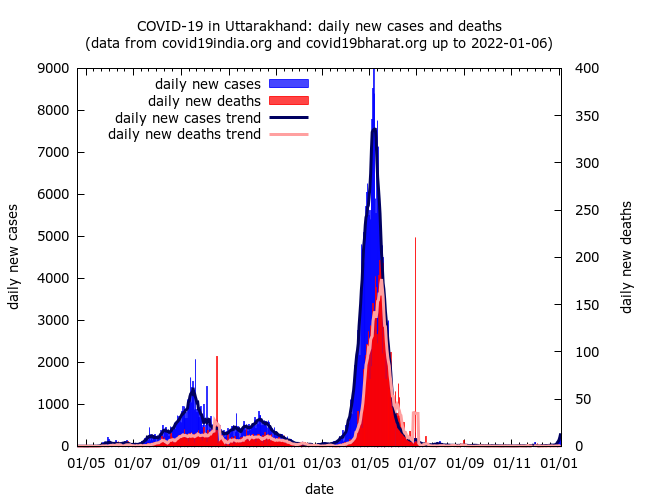 COVID-19 in Uttarakhand: daily new cases and deaths
(data from covid19india.org and covid19bharat.org up to 2022-01-06)
daily new cases
daily new deaths
daily new cases trend
daily new deaths trend
9000
8000
7000
6000
5000
4000
3000
2000
1000
0
daily new cases
400
350
300
250
200
150
100
50
0
daily new deaths
01/05 01/07 01/09 01/11 01/01 01/03 01/05 01/07 01/09 01/11 01/01
date